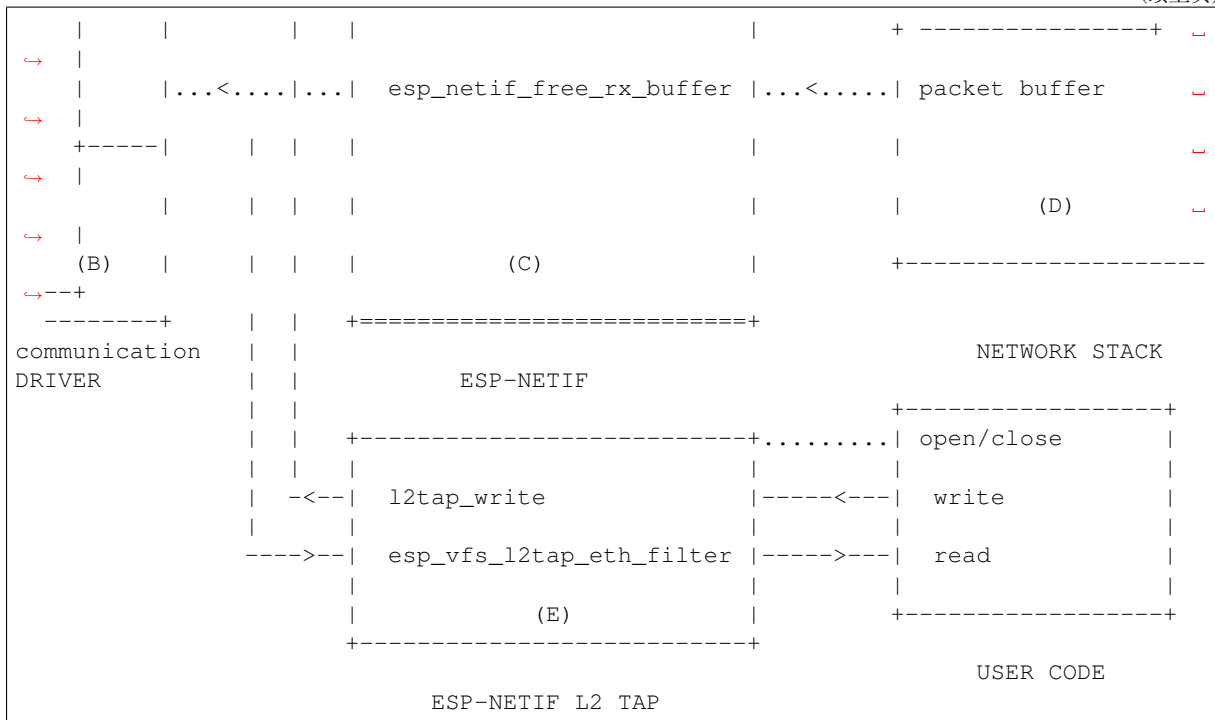 |     |        |  |                           |         + ----------------+  ␣
↪  |
    |     |...<....|...|  esp_netif_free_rx_buffer |...<.....| packet buffer      ␣
↪  |
    +-----|     |  |  |                           |         |                    ␣
↪  |
          |     |  |  |                           |         |         (D)        ␣
↪  |
    (B)   |     |  |  |          (C)              |         +---------------------
↪--+
  --------+     |  |  +===========================+
communication   |  |                                              NETWORK STACK
DRIVER          |  |          ESP-NETIF
                |  |                                        +------------------+
                |  |  +---------------------------+.........| open/close       |
                |  |  |                           |         |                  |
                |  -<--|  l2tap_write              |-----<---|  write           |
                |     |                           |         |                  |
                ---->--|  esp_vfs_l2tap_eth_filter |----->---|  read            |
                      |                           |         |                  |
                      |            (E)            |         +------------------+
                      +---------------------------+
                                                                  USER CODE
                            ESP-NETIF L2 TAP